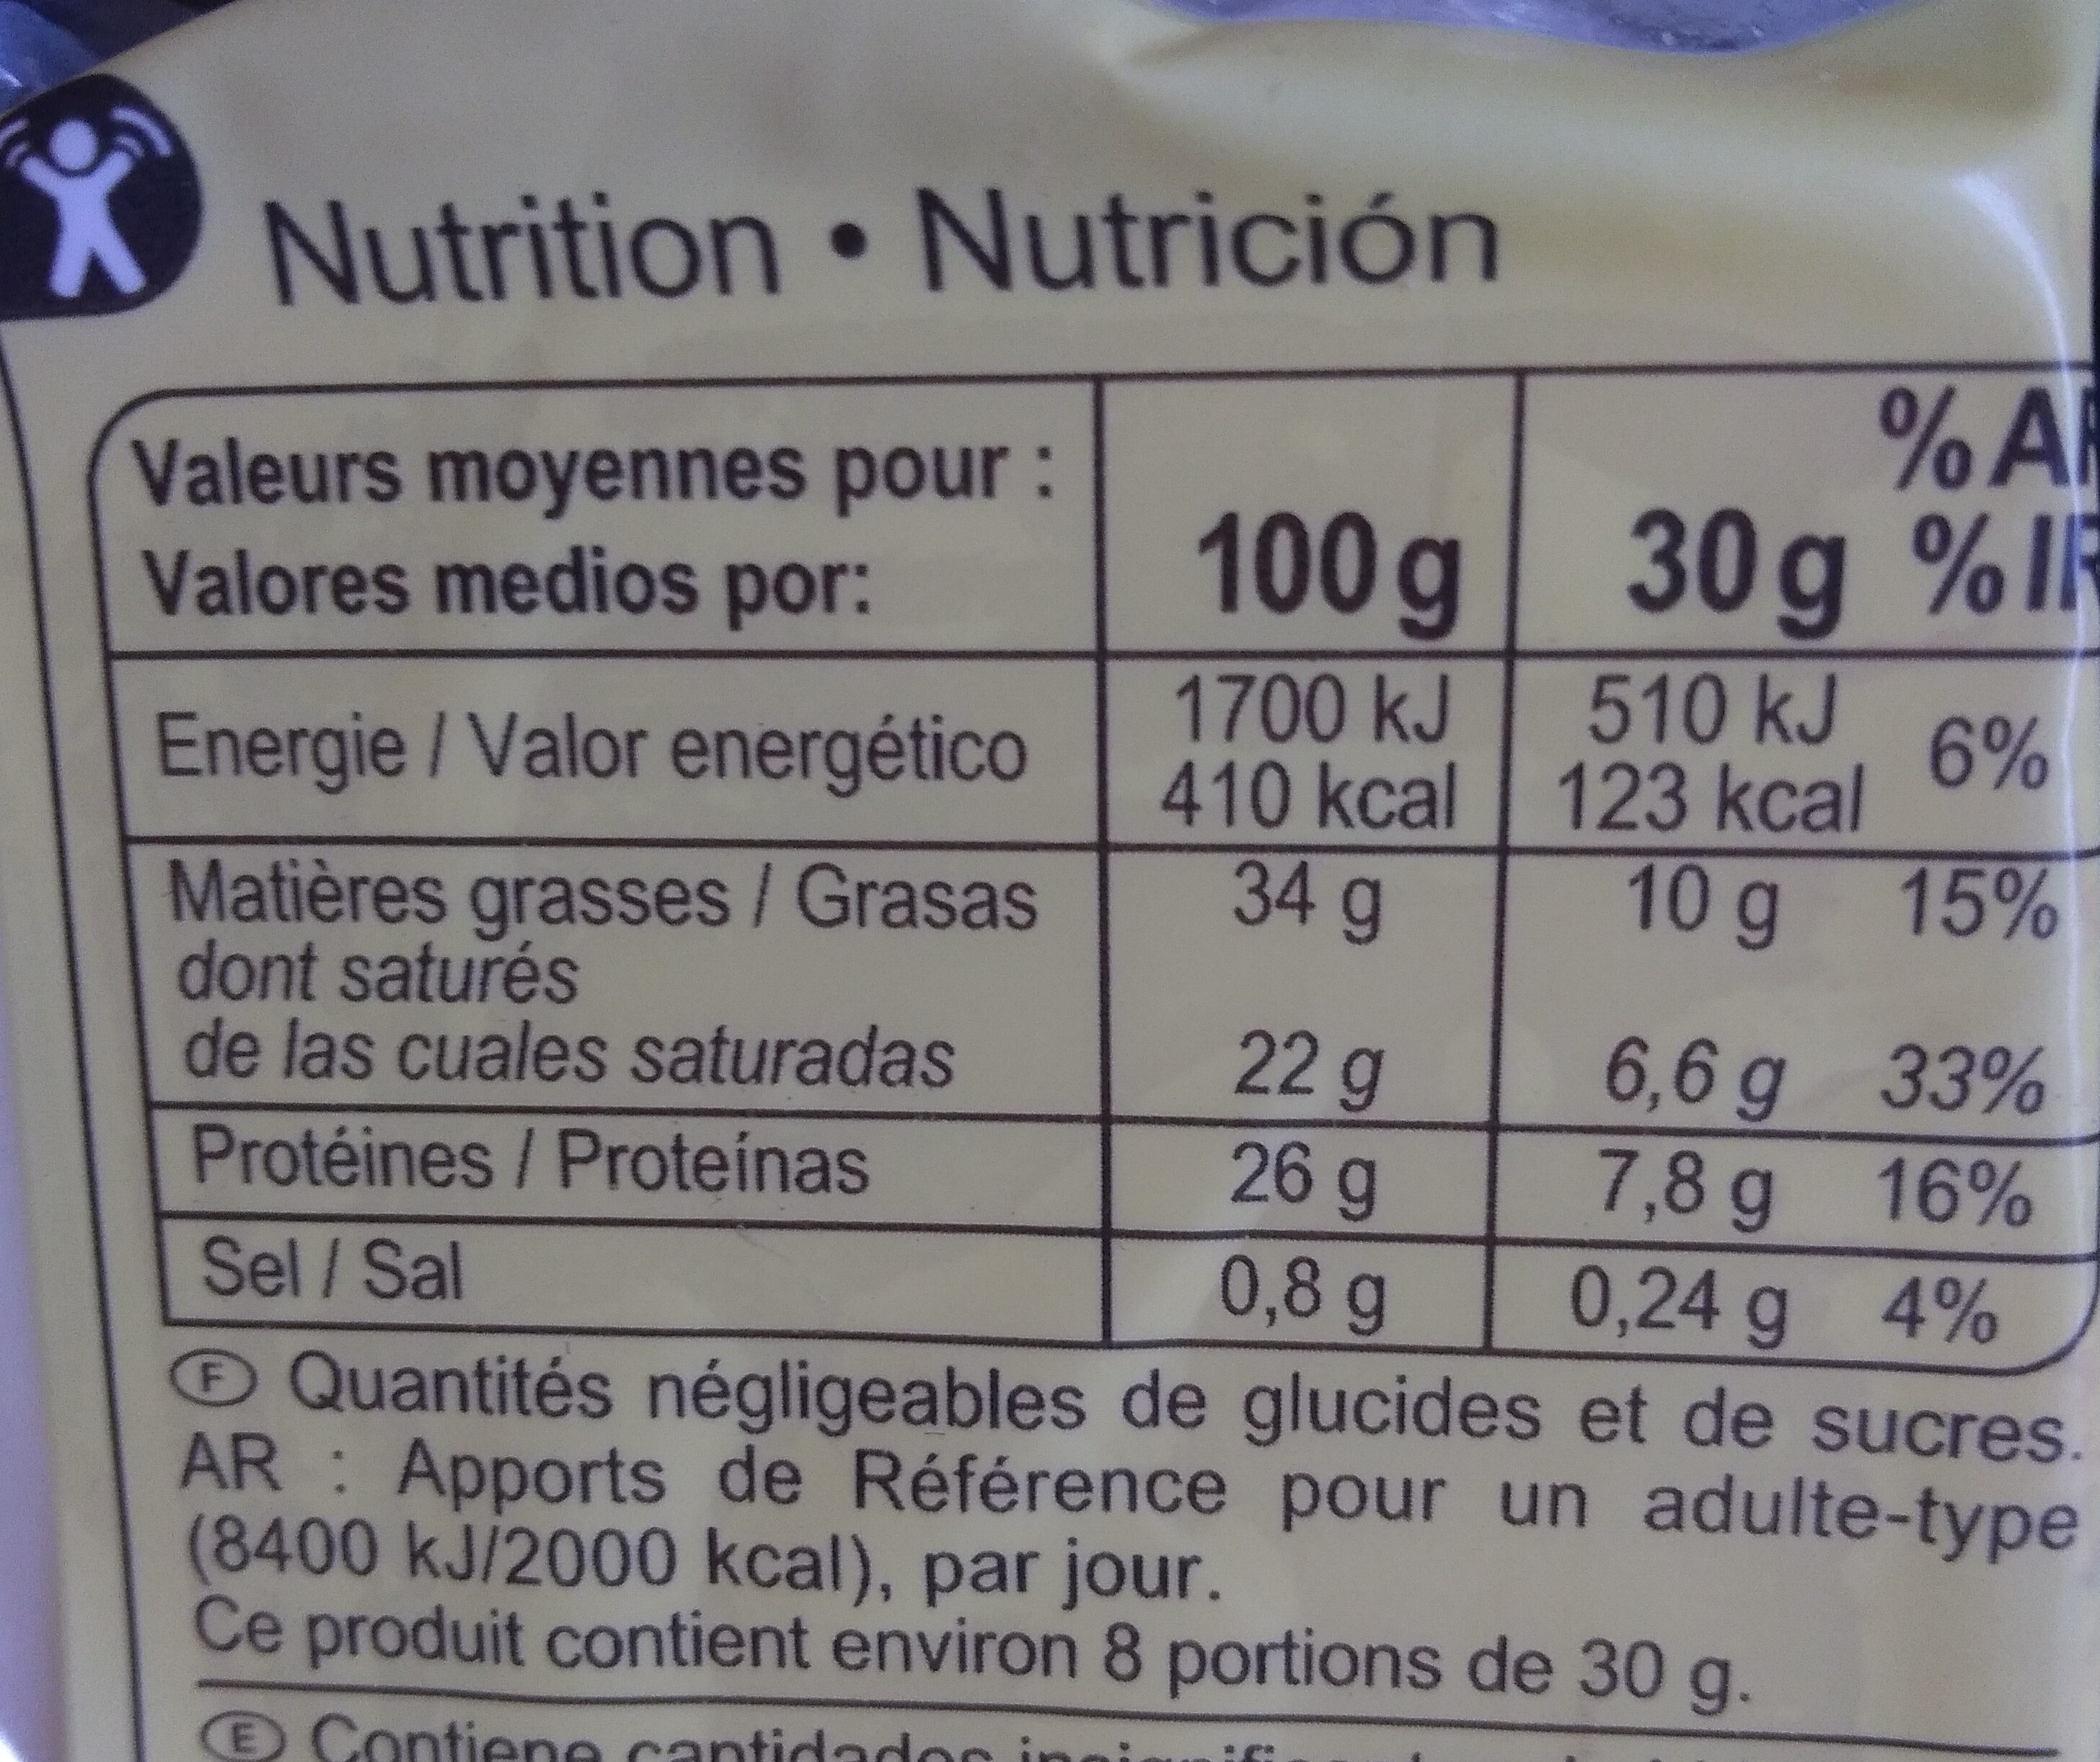 Nutrition • Nutrición
Valeurs moyennes pour :
Valores medios por:
100 g
30 g
%
%
Energie / Valor energético
1700 kJ
410 kcal
510 kJ
123 kcal
6%
Matières grasses / Grasas 34 g 10 g 15%
dont saturés
de las cuales saturadas 22 g 6,6 g 33%
Protéines / Proteínas 26 g 7,8 g 16%
Sel / Sal 0,8 g 0,24 g 4%
F Quantités négligeables de glucides et de sucres.
AR : Apports de Référence pour un adulte-type
(8400 kJ/2000 kcal), par jour.
Ce produit contient environ 8 portions de 30 g.
E Contiene cantidades